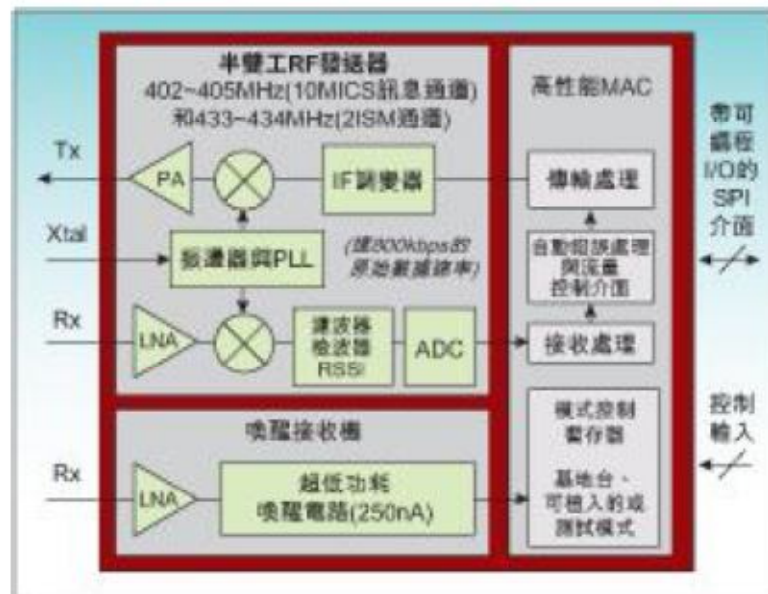 半雙工RF發送器
402~405MHz(10MICS訊息通道)
和433~434MHz(2ISM通道)
高性能MAC
Tx
PA
IF調變器
傳輸處理
帶可
編程
I/O的
SPI
介面
Xtal
振盪器與PLL
(達800kbps的
原始數據速率)
自動錯誤處理
與流量
控制介面
Rx
LNA
濾波器
檢波器
RSSI
ADC
接收處理
喚醒接收機
模式控制
暫存器
控制
輸入
Rx
LNA
超低功耗
喚醒電路(250nA)
基地台、
可植入的或
測試模式